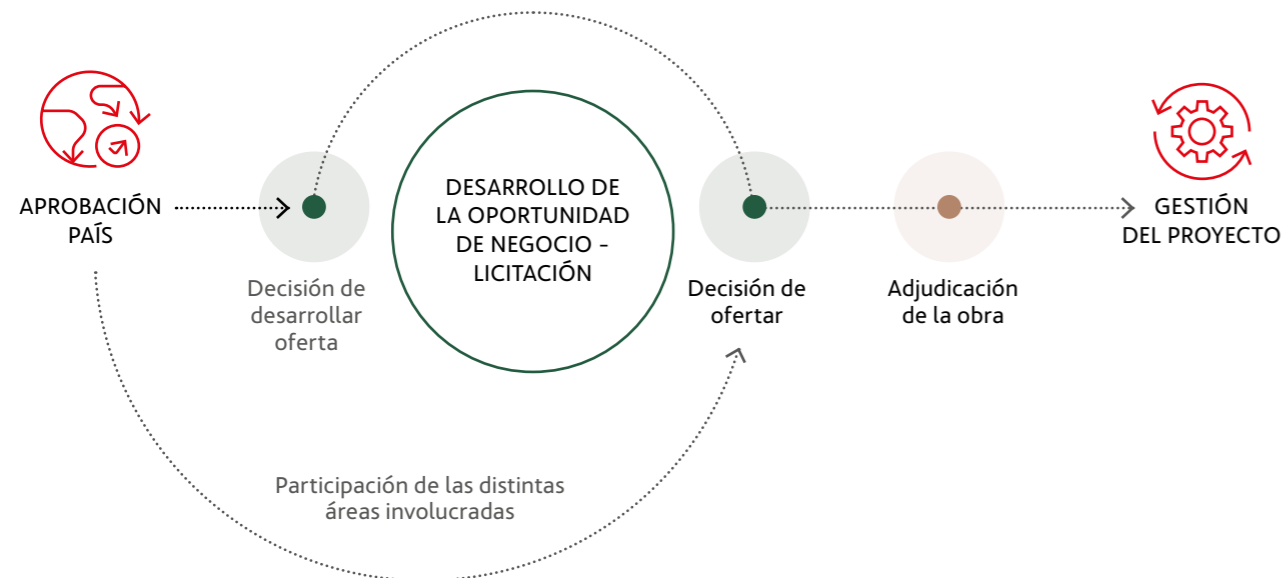 APROBACIÓN
PAÍS
Decisión de
desarrollar
oferta
DESARROLLO DE
LA OPORTUNIDAD
DE NEGOCIO -
LICITACIÓN
Decisión de
ofertar
Adjudicación
de la obra
GESTIÓN
DEL PROYECTO
Participación de las distintas
áreas involucradas